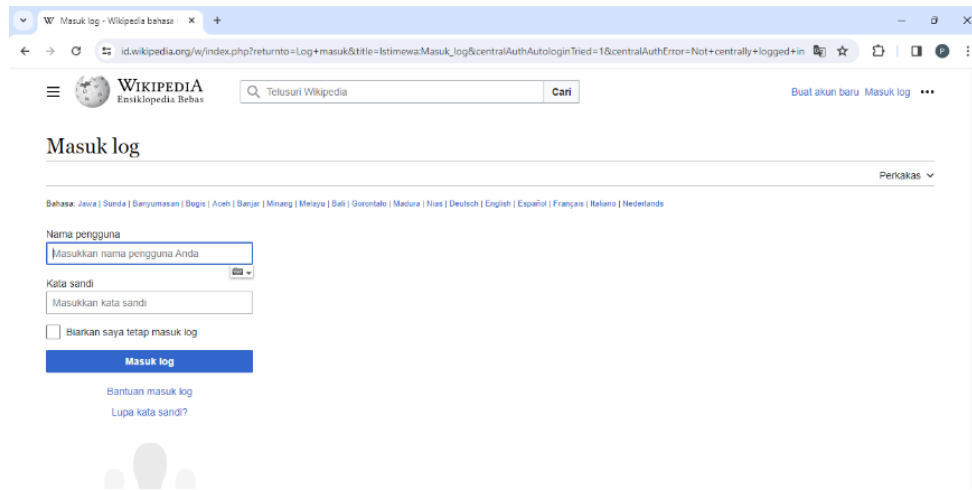 Masuk log - Wikipedia bahasa
id.wikipedia.org/w/index.php?returnto=Log+masuk&title=Istimewa:Masuk_log&centralAuthAutologinTried=1&centralAuthError=Not+centrally+logged+in
P
WIKIPEDIA
Ensiklopedia Bebas
Telusuri Wikipedia
Cari
Buat akun baru Masuk log
Masuk log
Perkakas
Bahasa: Jawa | Sunda | Banyumasan | Bugis | Aceh | Banjar | Minang | Melayu | Bali | Gorontalo | Madura | Nias | Deutsch | English | Español | Français | Italiano | Nederlands
Nama pengguna
Masukkan nama pengguna Anda
Kata sandi
Masukkan kata sandi
Biarkan saya tetap masuk log
Masuk log
Bantuan masuk log
Lupa kata sandi?